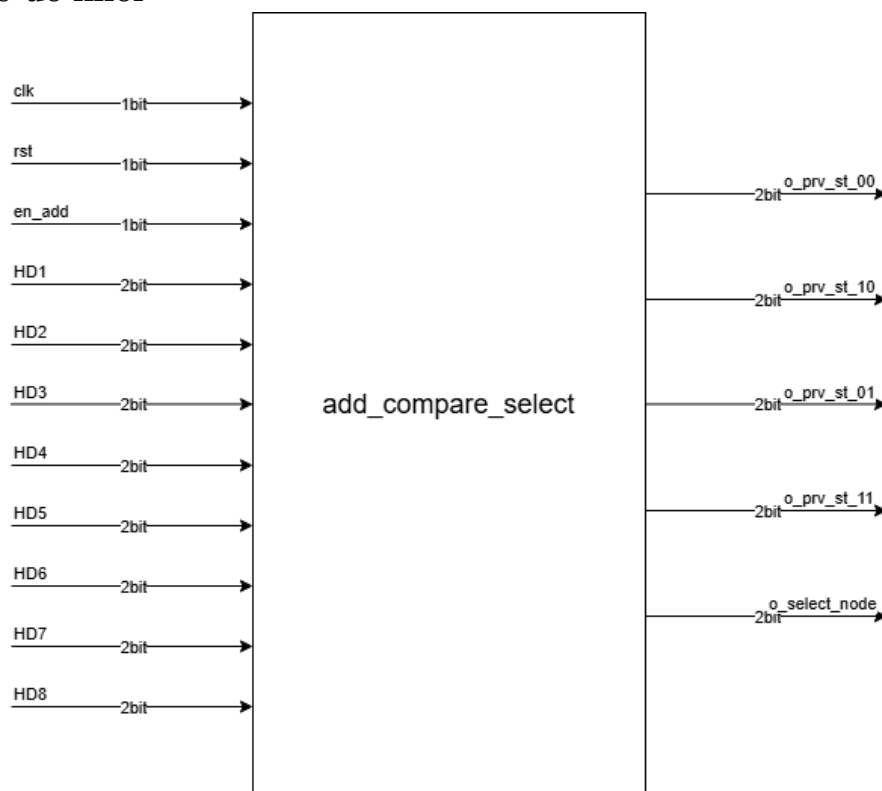 clk
1bit
rst
1bit
en_add
1bit
HD1
2bit
HD2
2bit
HD3
2bit
HD4
2bit
HD5
2bit
HD6
2bit
HD7
2bit
HD8
2bit
add_compare_select
o_prv_st_00
2bit
o_prv_st_10
2bit
o_prv_st_01
2bit
o_prv_st_11
2bit
o_select_node
2bit